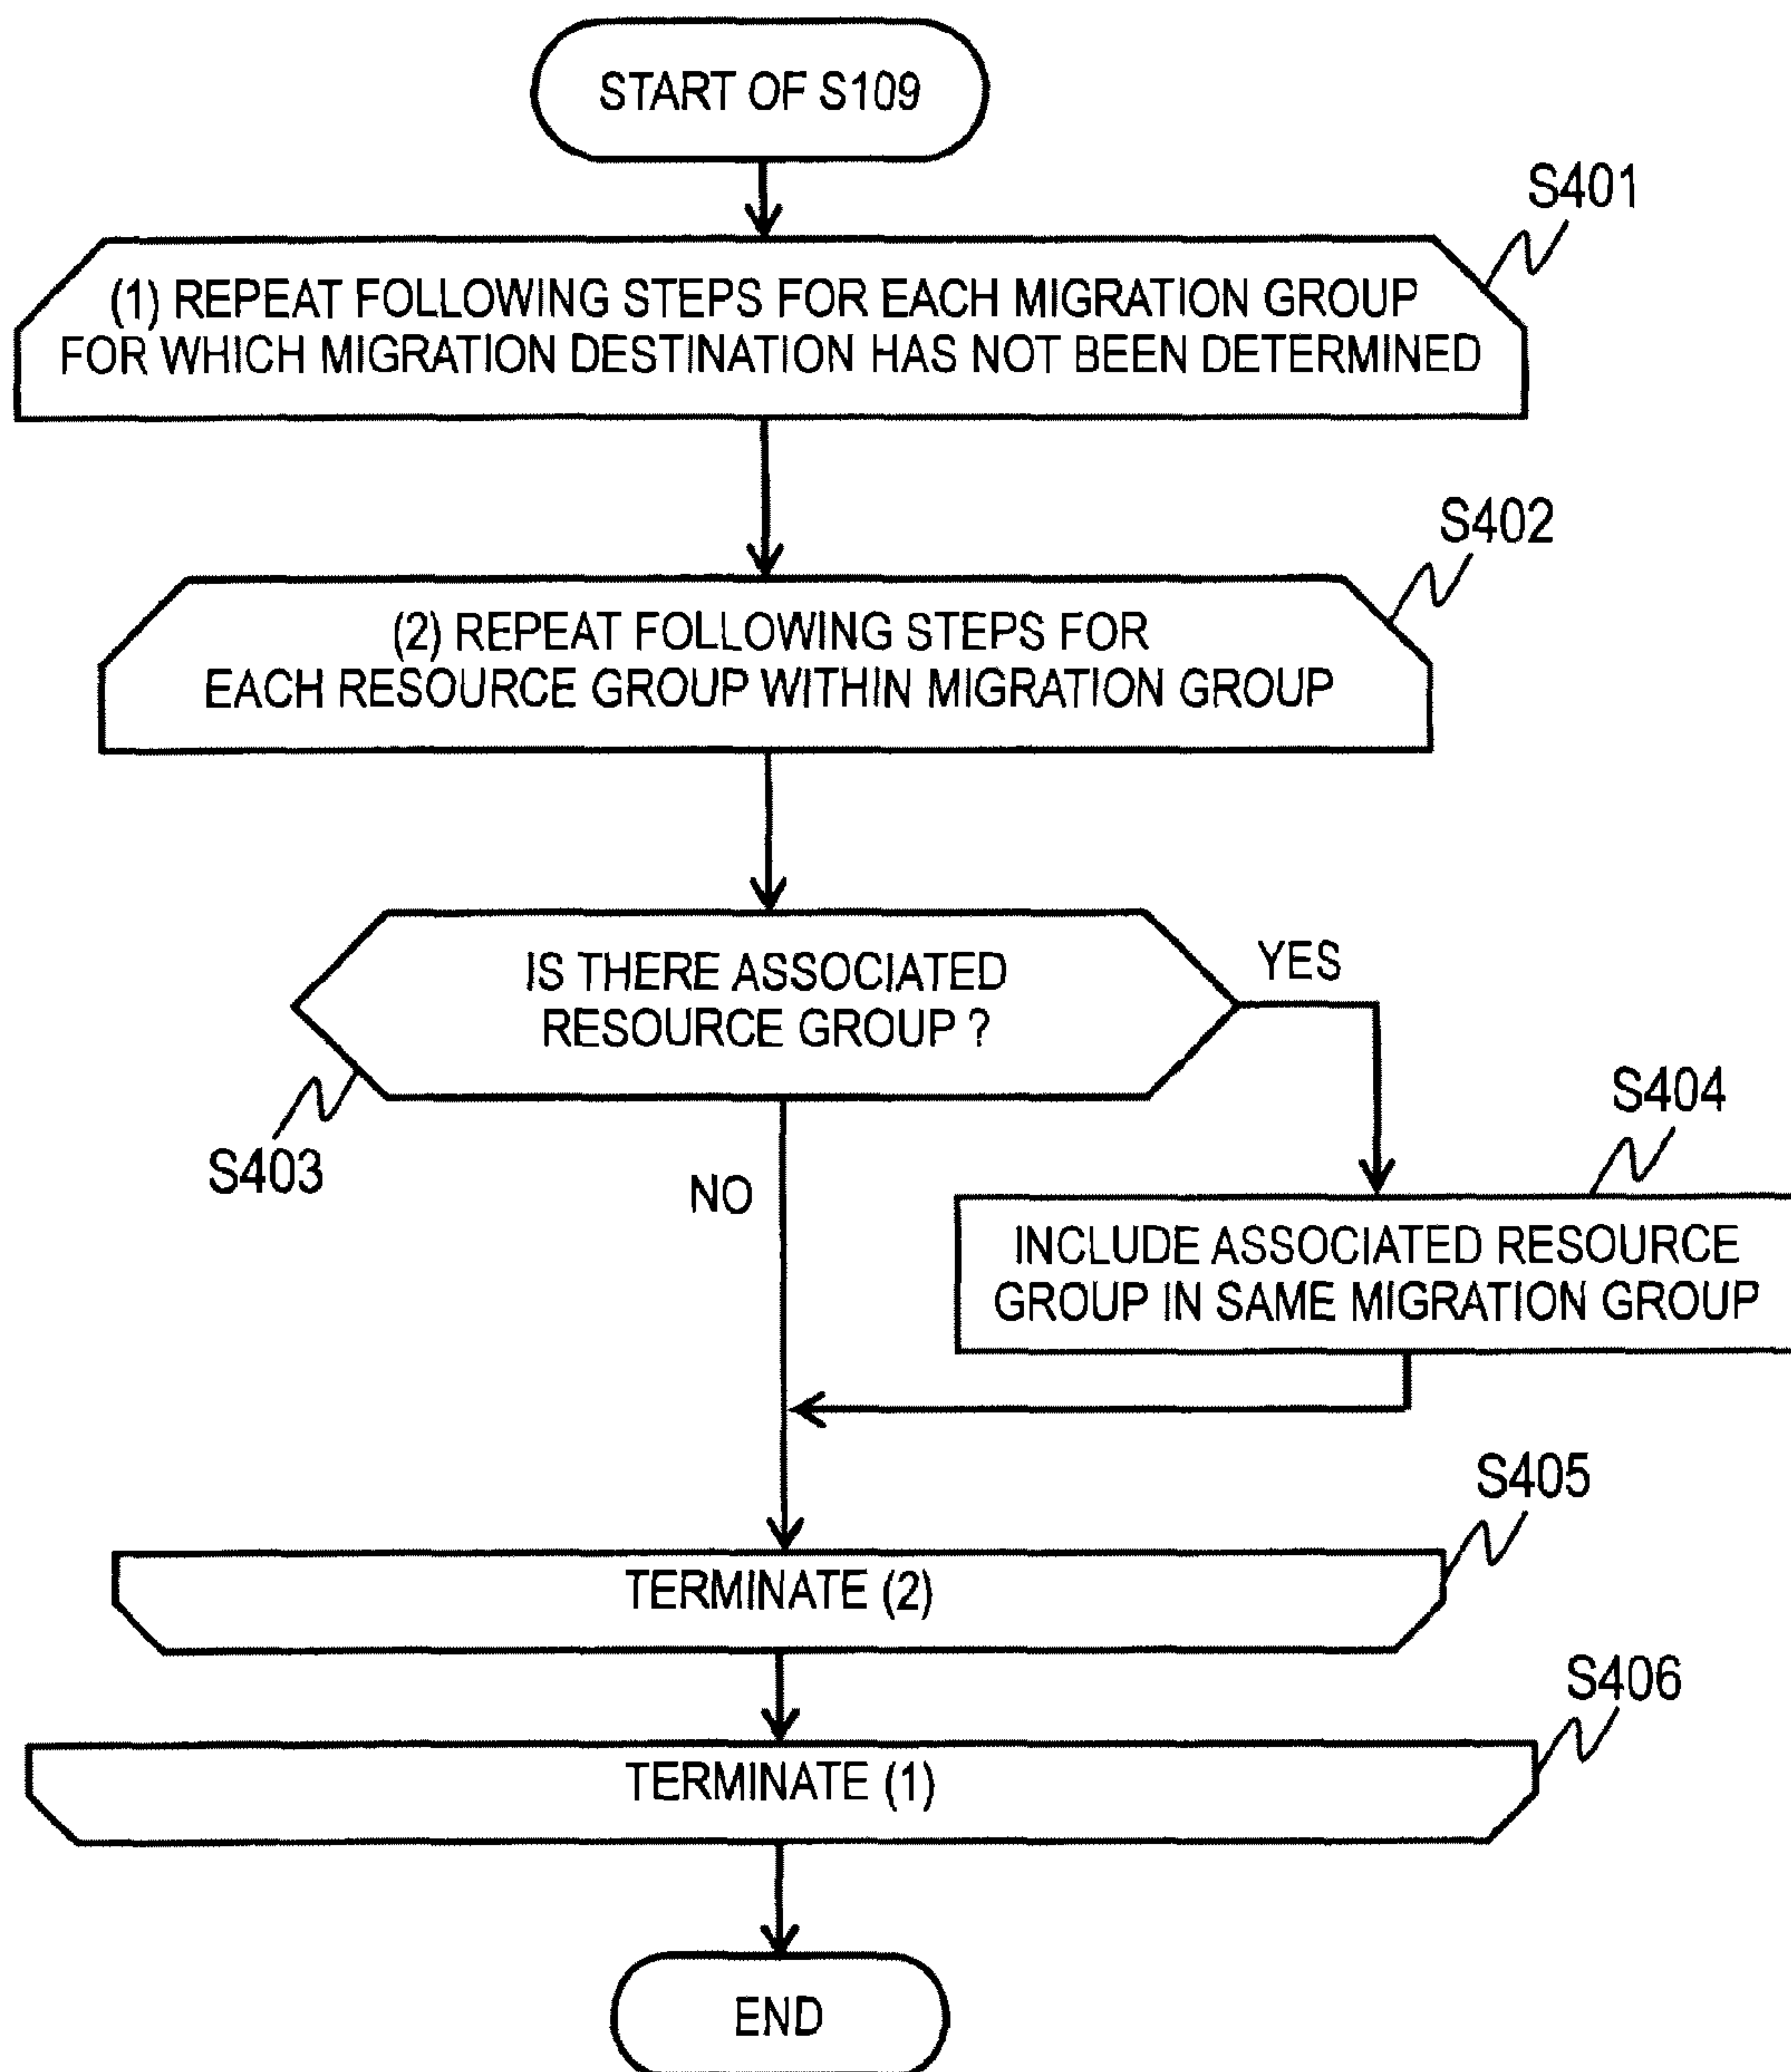 START OF S109
S401
(1) REPEAT FOLLOWING STEPS FOR EACH MIGRATION GROUP
FOR WHICH MIGRATION DESTINATION HAS NOT BEEN DETERMINED
S402
(2) REPEAT FOLLOWING STEPS FOR
EACH RESOURCE GROUP WITHIN MIGRATION GROUP
IS THERE ASSOCIATED
RESOURCE GROUP ?
YES
S403
NO
S404
INCLUDE ASSOCIATED RESOURCE
GROUP IN SAME MIGRATION GROUP
S405
TERMINATE (2)
S406
TERMINATE (1)
END